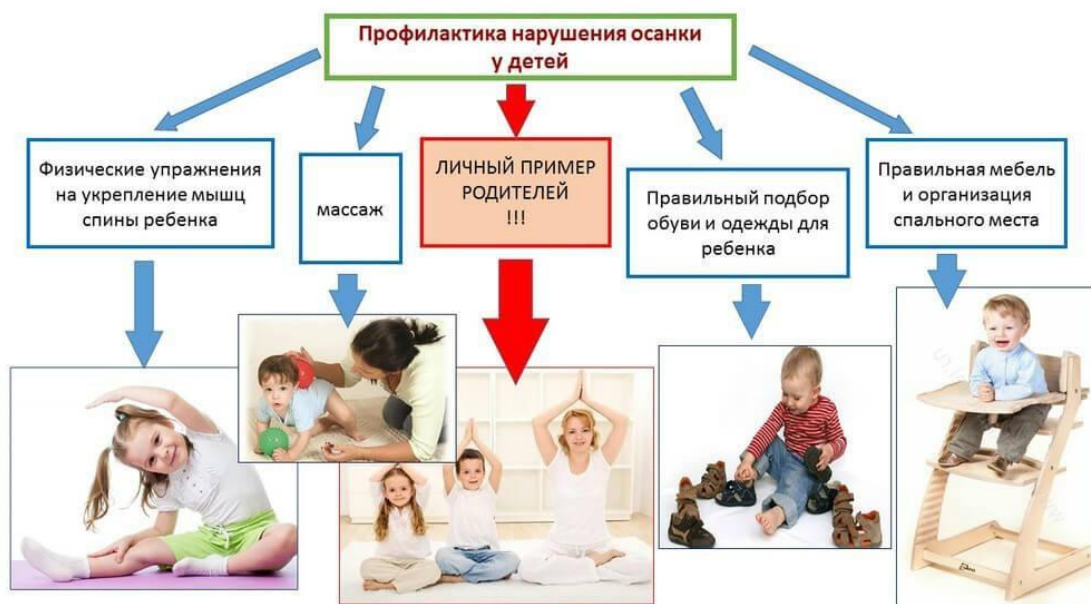 Профилактика нарушения осанки
у детей
Физические упражнения
на укрепление мышц
спины ребенка
массаж
ЛИЧНЫЙ ПРИМЕР
РОДИТЕЛЕЙ
!!!
Правильный подбор
обуви и одежды для
ребенка
Правильная мебель
и организация
спального места